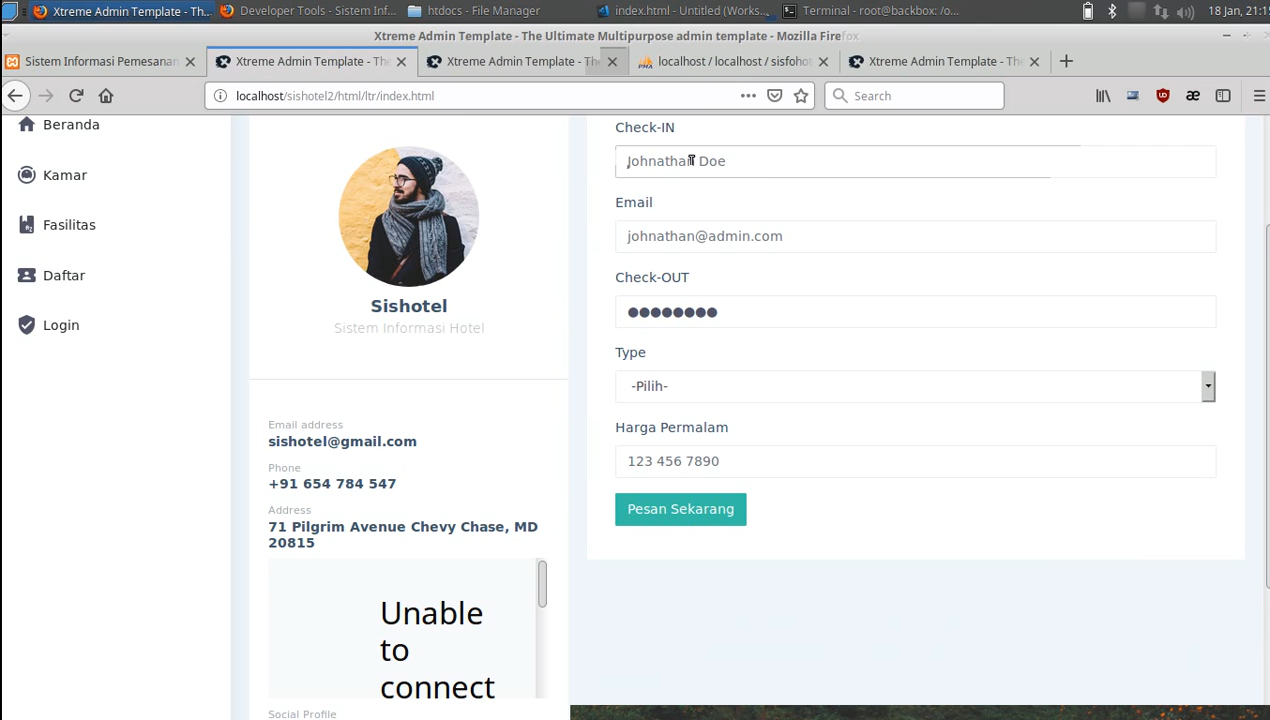 Xtreme Admin Template - Th...
Developer Tools - Sistem Inf...
htdocs - File Manager
index.html - Untitled (Works...
Terminal - root@backbox: /o...
18 Jan, 21:1
Xtreme Admin Template - The Ultimate Multipurpose admin template - Mozilla Firefox
Sistem Informasi Pemesanan
Xtreme Admin Template - The
Xtreme Admin Template - The
localhost / localhost / sisfohot
Xtreme Admin Template - The
localhost/sishotel2/html/ltr/index.html
Search
Beranda
Kamar
Fasilitas
Daftar
Login
Sishotel
Sistem Informasi Hotel
Email address
sishotel@gmail.com
Phone
+91 654 784 547
Address
71 Pilgrim Avenue Chevy Chase, MD
20815
Unable
to
connect
Social Profile
Check-IN
Johnathan Doe
Email
johnathan@admin.com
Check-OUT
●●●●●●●●
Type
-Pilih-
Harga Permalam
123 456 7890
Pesan Sekarang